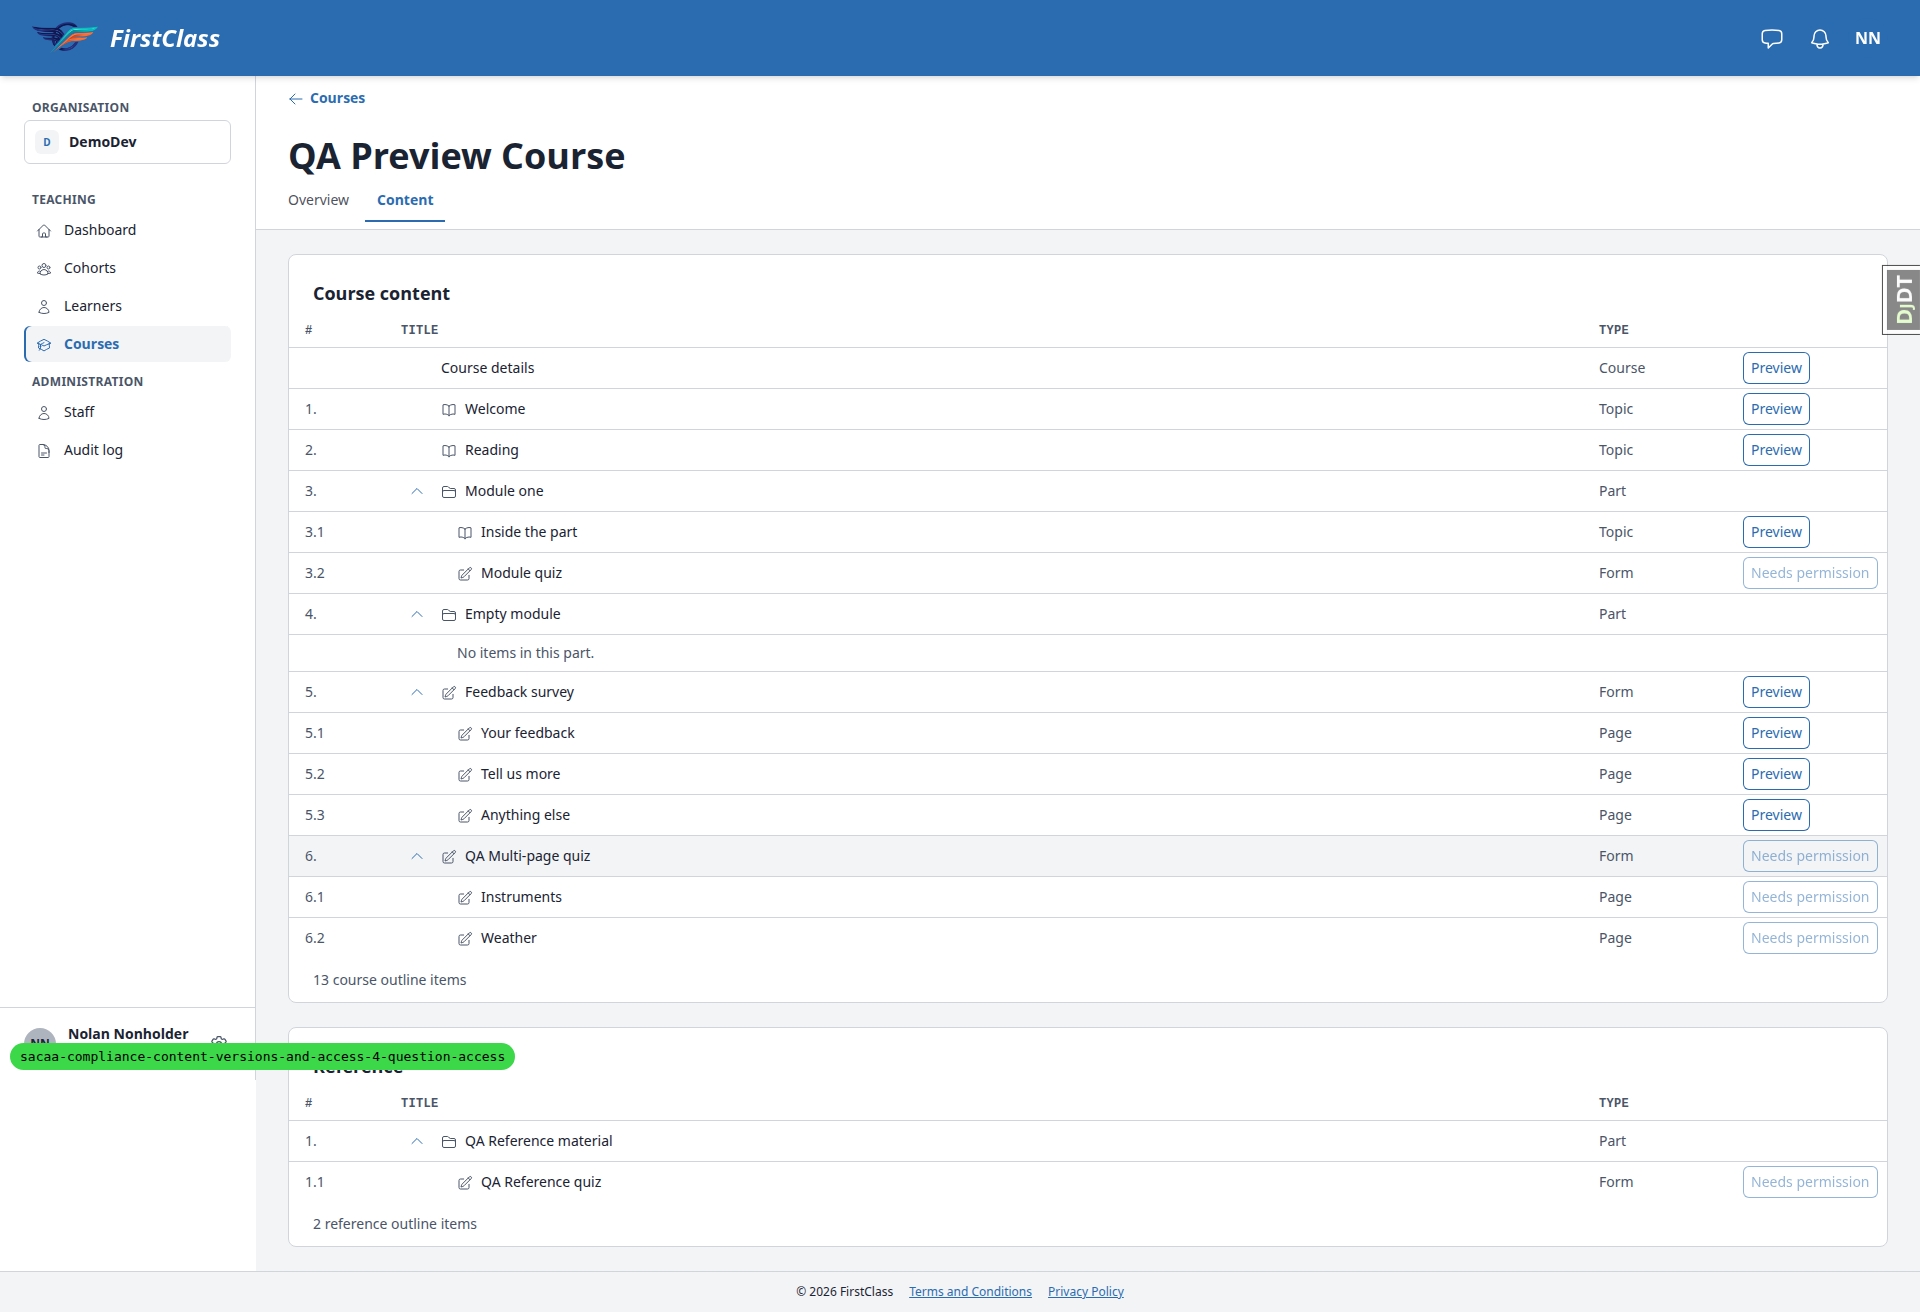 FirstClass
NN
ORGANISATION
D DemoDev
TEACHING
Dashboard
Cohorts
Learners
Courses
ADMINISTRATION
Staff
Audit log
Nolan Nonholder
sacaa-compliance-content-versions-and-access-4-question-access
Courses
QA Preview Course
Overview Content
DjDT
Course content
# TITLE TYPE
Course details Course Preview
1. Welcome Topic Preview
2. Reading Topic Preview
3. Module one Part
3.1 Inside the part Topic Preview
3.2 Module quiz Form Needs permission
4. Empty module Part
No items in this part.
5. Feedback survey Form Preview
5.1 Your feedback Page Preview
5.2 Tell us more Page Preview
5.3 Anything else Page Preview
6. QA Multi-page quiz Form Needs permission
6.1 Instruments Page Needs permission
6.2 Weather Page Needs permission
13 course outline items
Reference
# TITLE TYPE
1. QA Reference material Part
1.1 QA Reference quiz Form Needs permission
2 reference outline items
© 2026 FirstClass Terms and Conditions Privacy Policy